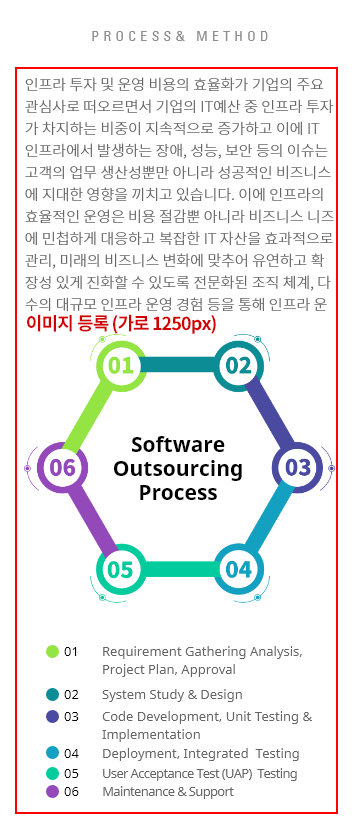 PROCESS& METHOD
인프라 투자 및 운영 비용의 효율화가 기업의 주요
관심사로 떠오르면서 기업의 IT예산 중 인프라 투자
가 차지하는 비중이 지속적으로 증가하고 이에 IT
인프라에서 발생하는 장애, 성능, 보안 등의 이슈는
고객의 업무 생산성뿐만 아니라 성공적인 비즈니스
에 지대한 영향을 끼치고 있습니다. 이에 인프라의
효율적인 운영은 비용 절감뿐 아니라 비즈니스 니즈
에 민첩하게 대응하고 복잡한 IT 자산을 효과적으로
관리, 미래의 비즈니스 변화에 맞추어 유연하고 확
장성 있게 진화할 수 있도록 전문화된 조직 체계, 다
수의 대규모 인프라 운영 경험 등을 통해 인프라 운
이미지 등록 (가로 1250px)
01
02
06
Software
Outsourcing
Process
03
05
04
01 Requirement Gathering Analysis,
Project Plan, Approval
02 System Study & Design
03 Code Development, Unit Testing &
Implementation
04 Deployment, Integrated Testing
05 User Acceptance Test (UAP) Testing
06 Maintenance & Support